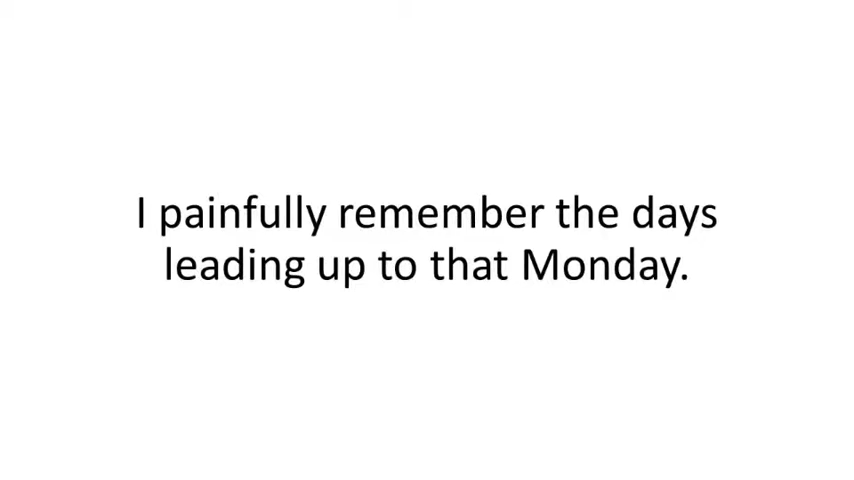 I painfully remember the days
leading up to that Monday.